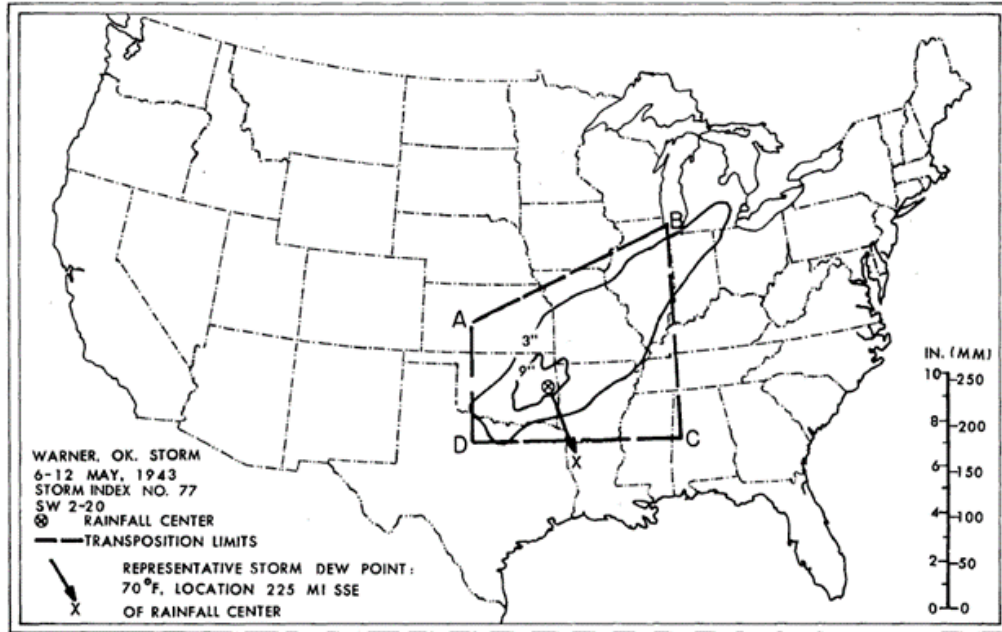 B
A
3"
9"
D
C
X
IN. (MM)
10
250
8
200
6
150
4
100
2
50
0
0
WARNER, OK. STORM
6-12 MAY, 1943
STORM INDEX NO. 77
SW 2-20
RAINFALL CENTER
TRANSPOSITION LIMITS
REPRESENTATIVE STORM DEW POINT:
70°F, LOCATION 225 MI SSE
X OF RAINFALL CENTER